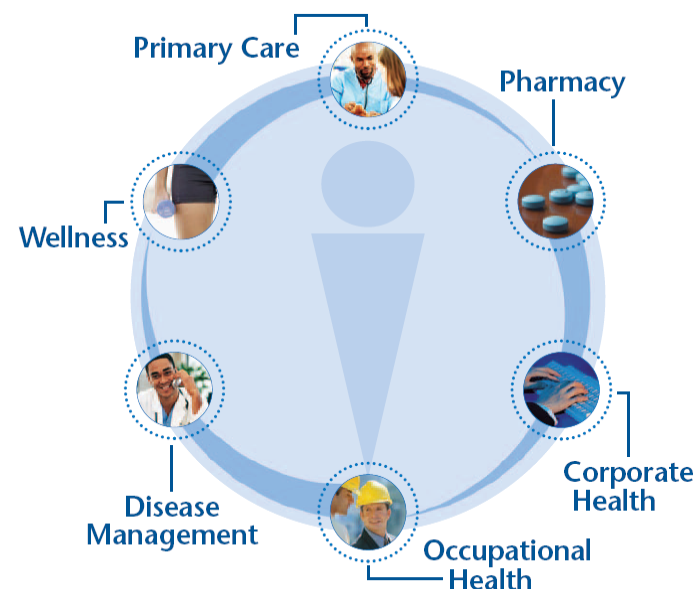 Primary Care
Pharmacy
Wellness
Corporate
Health
Disease
Management
Occupational
Health